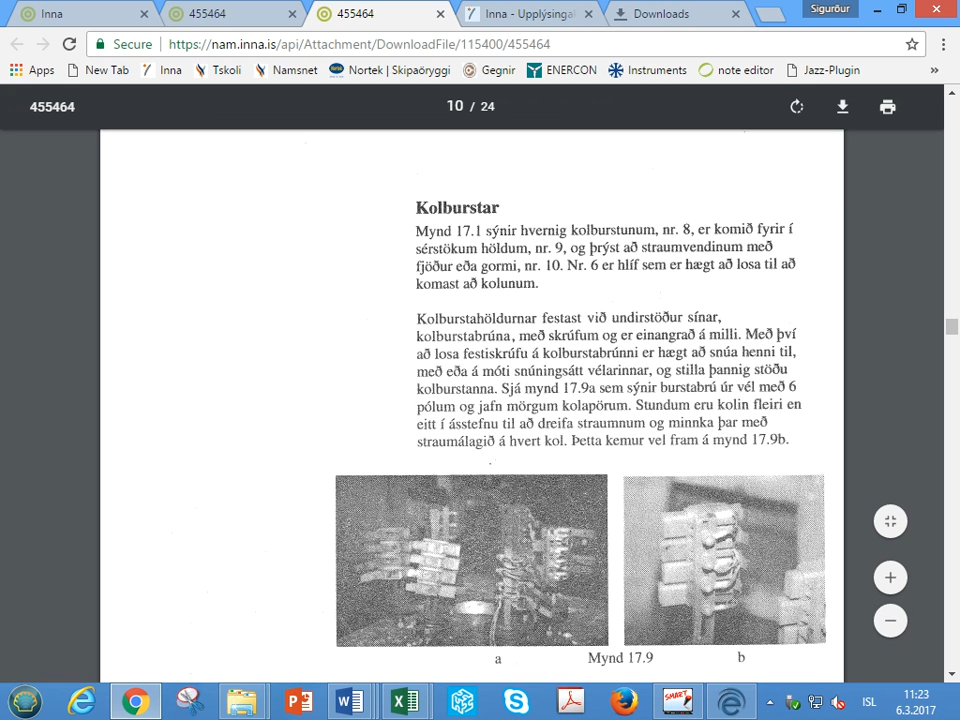 Inna
455464
455464
Inna - Upplýsingak
Downloads
Sigurður
Secure
https://nam.inna.is/api/Attachment/DownloadFile/115400/455464
Apps
New Tab
Inna
Tskoli
Namsnet
Nortek | Skipaöryggi
Gegnir
ENERCON
Instruments
note editor
Jazz-Plugin
»
455464
10 / 24
Kolburstar
Mynd 17.1 sýnir hvernig kolburstunum, nr. 8, er komið fyrir í
sérstökum höldum, nr. 9, og þrýst að straumvendinum með
fjöður eða gormi, nr. 10. Nr. 6 er hlíf sem er hægt að losa til að
komast að kolunum.
Kolburstahöldurnar festast við undirstöður sínar,
kolburstabrúna, með skrúfum og er einangrað á milli. Með því
að losa festiskrúfu á kolburstabrúnni er hægt að snúa henni til,
með eða á móti snúningsátt vélarinnar, og stilla þannig stöðu
kolburstanna. Sjá mynd 17.9a sem sýnir burstabrú úr vél með 6
pólum og jafn mörgum kolapörum. Stundum eru kolin fleiri en
eitt í ásstefnu til að dreifa straumnum og minnka þar með
straumálagið á hvert kol. Þetta kemur vel fram á mynd 17.9b.
a
Mynd 17.9
b
SMART
ISL
11:23
6.3.2017